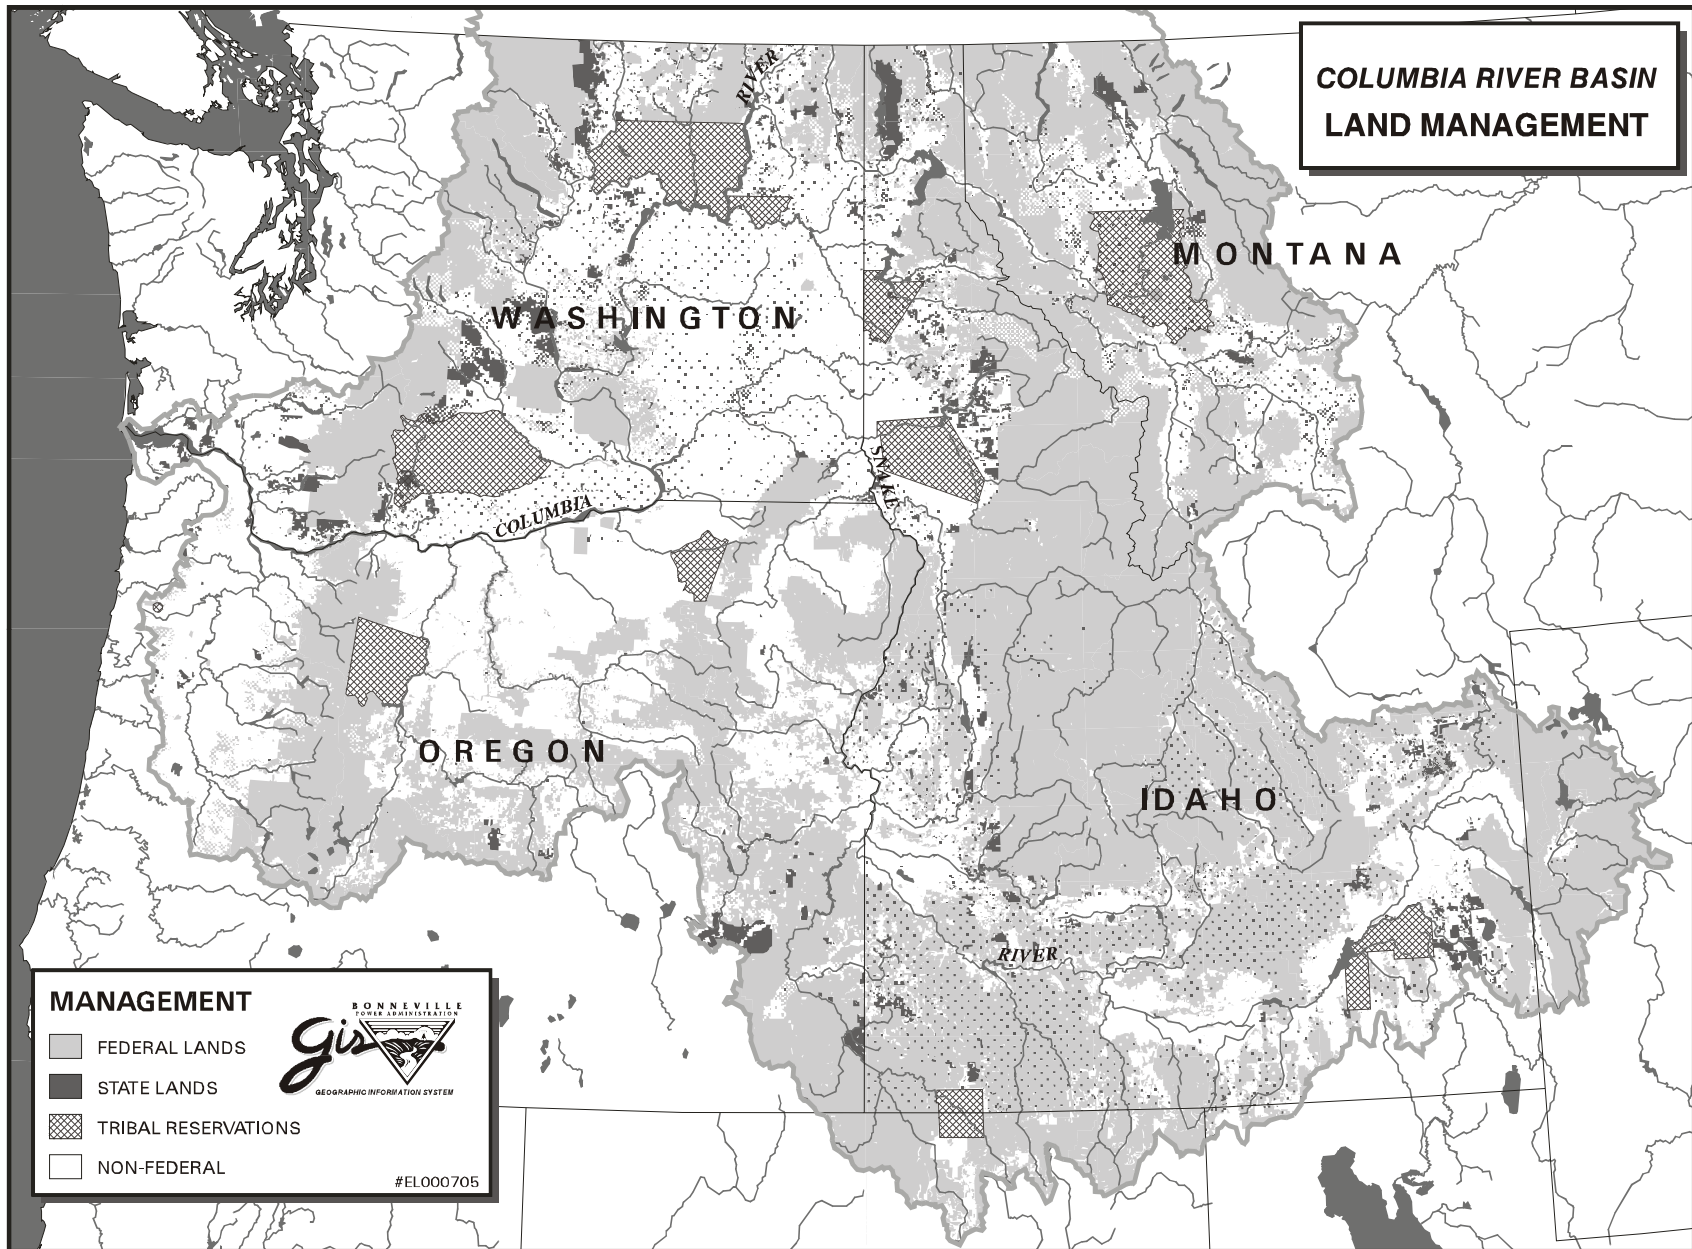 COLUMBIA RIVER BASIN
LAND MANAGEMENT
RIVER
MONTANA
WASHINGTON
SNAKE
COLUMBIA
OREGON
IDAHO
RIVER
MANAGEMENT
FEDERAL LANDS
STATE LANDS
TRIBAL RESERVATIONS
NON-FEDERAL
BONNEVILLE
POWER ADMINISTRATION
Gis
GEOGRAPHIC INFORMATION SYSTEM
#EL000705